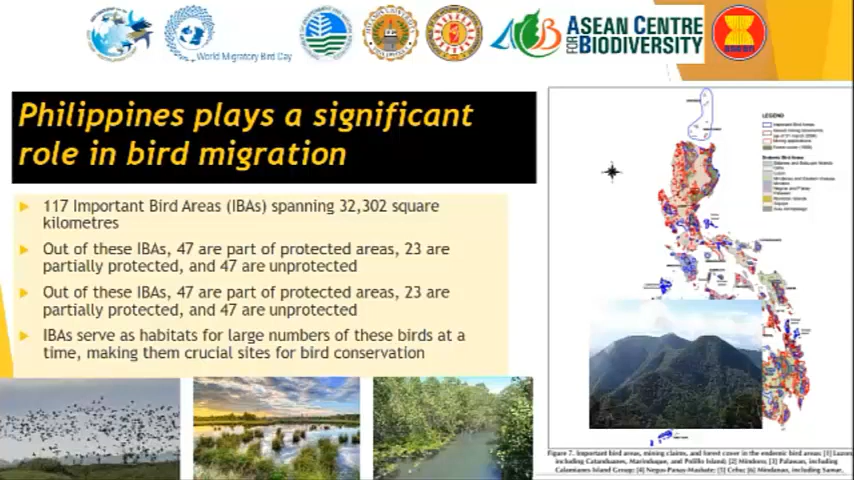 World Migratory Bird Day
ACB
ASEAN CENTRE
FOR BIODIVERSITY
asean
Philippines plays a significant
role in bird migration
117 Important Bird Areas (IBAs) spanning 32,302 square
kilometres
Out of these IBAs, 47 are part of protected areas, 23 are
partially protected, and 47 are unprotected
Out of these IBAs, 47 are part of protected areas, 23 are
partially protected, and 47 are unprotected
IBAs serve as habitats for large numbers of these birds at a
time, making them crucial sites for bird conservation
LEGEND
Important Bird Areas
Mining applications
Endemic Bird Areas
Figure 7. Important bird areas, mining claims, and forest cover in the endemic bird areas [1] Luzon
including Catanduanes, Marinduque, and Polillo Island; [2] Mindoro; [3] Palawan, including
Calamianes Island Group; [4] Negros-Panay-Masbate; [5] Cebu; [6] Mindanao, including Samar,